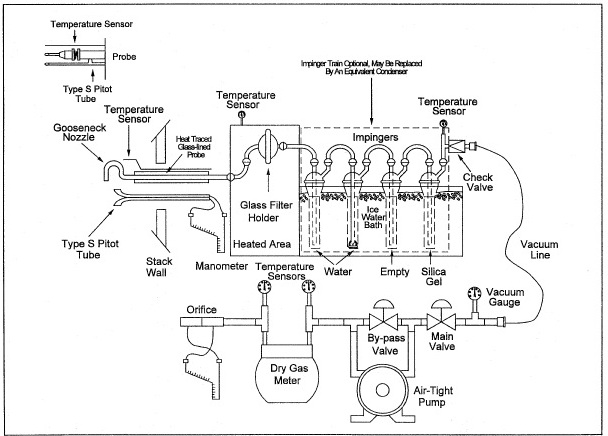 Temperature Sensor
Probe
Type S Pitot
Tube
Impinger Train Optional, May Be Replaced
By An Equivalent Condenser
Temperature
Sensor
Temperature
Sensor
Temperature
Sensor
Gooseneck
Nozzle
Heat Traced
Glass-lined
Probe
Impingers
Check
Valve
Glass Filter
Holder
Ice
Water
Bath
Type S Pitot
Tube
Stack
Wall
Heated Area
Manometer
Water
Empty
Silica
Gel
Vacuum
Line
Temperature
Sensors
Vacuum
Gauge
Orifice
By-pass
Valve
Main
Valve
Dry Gas
Meter
Air-Tight
Pump